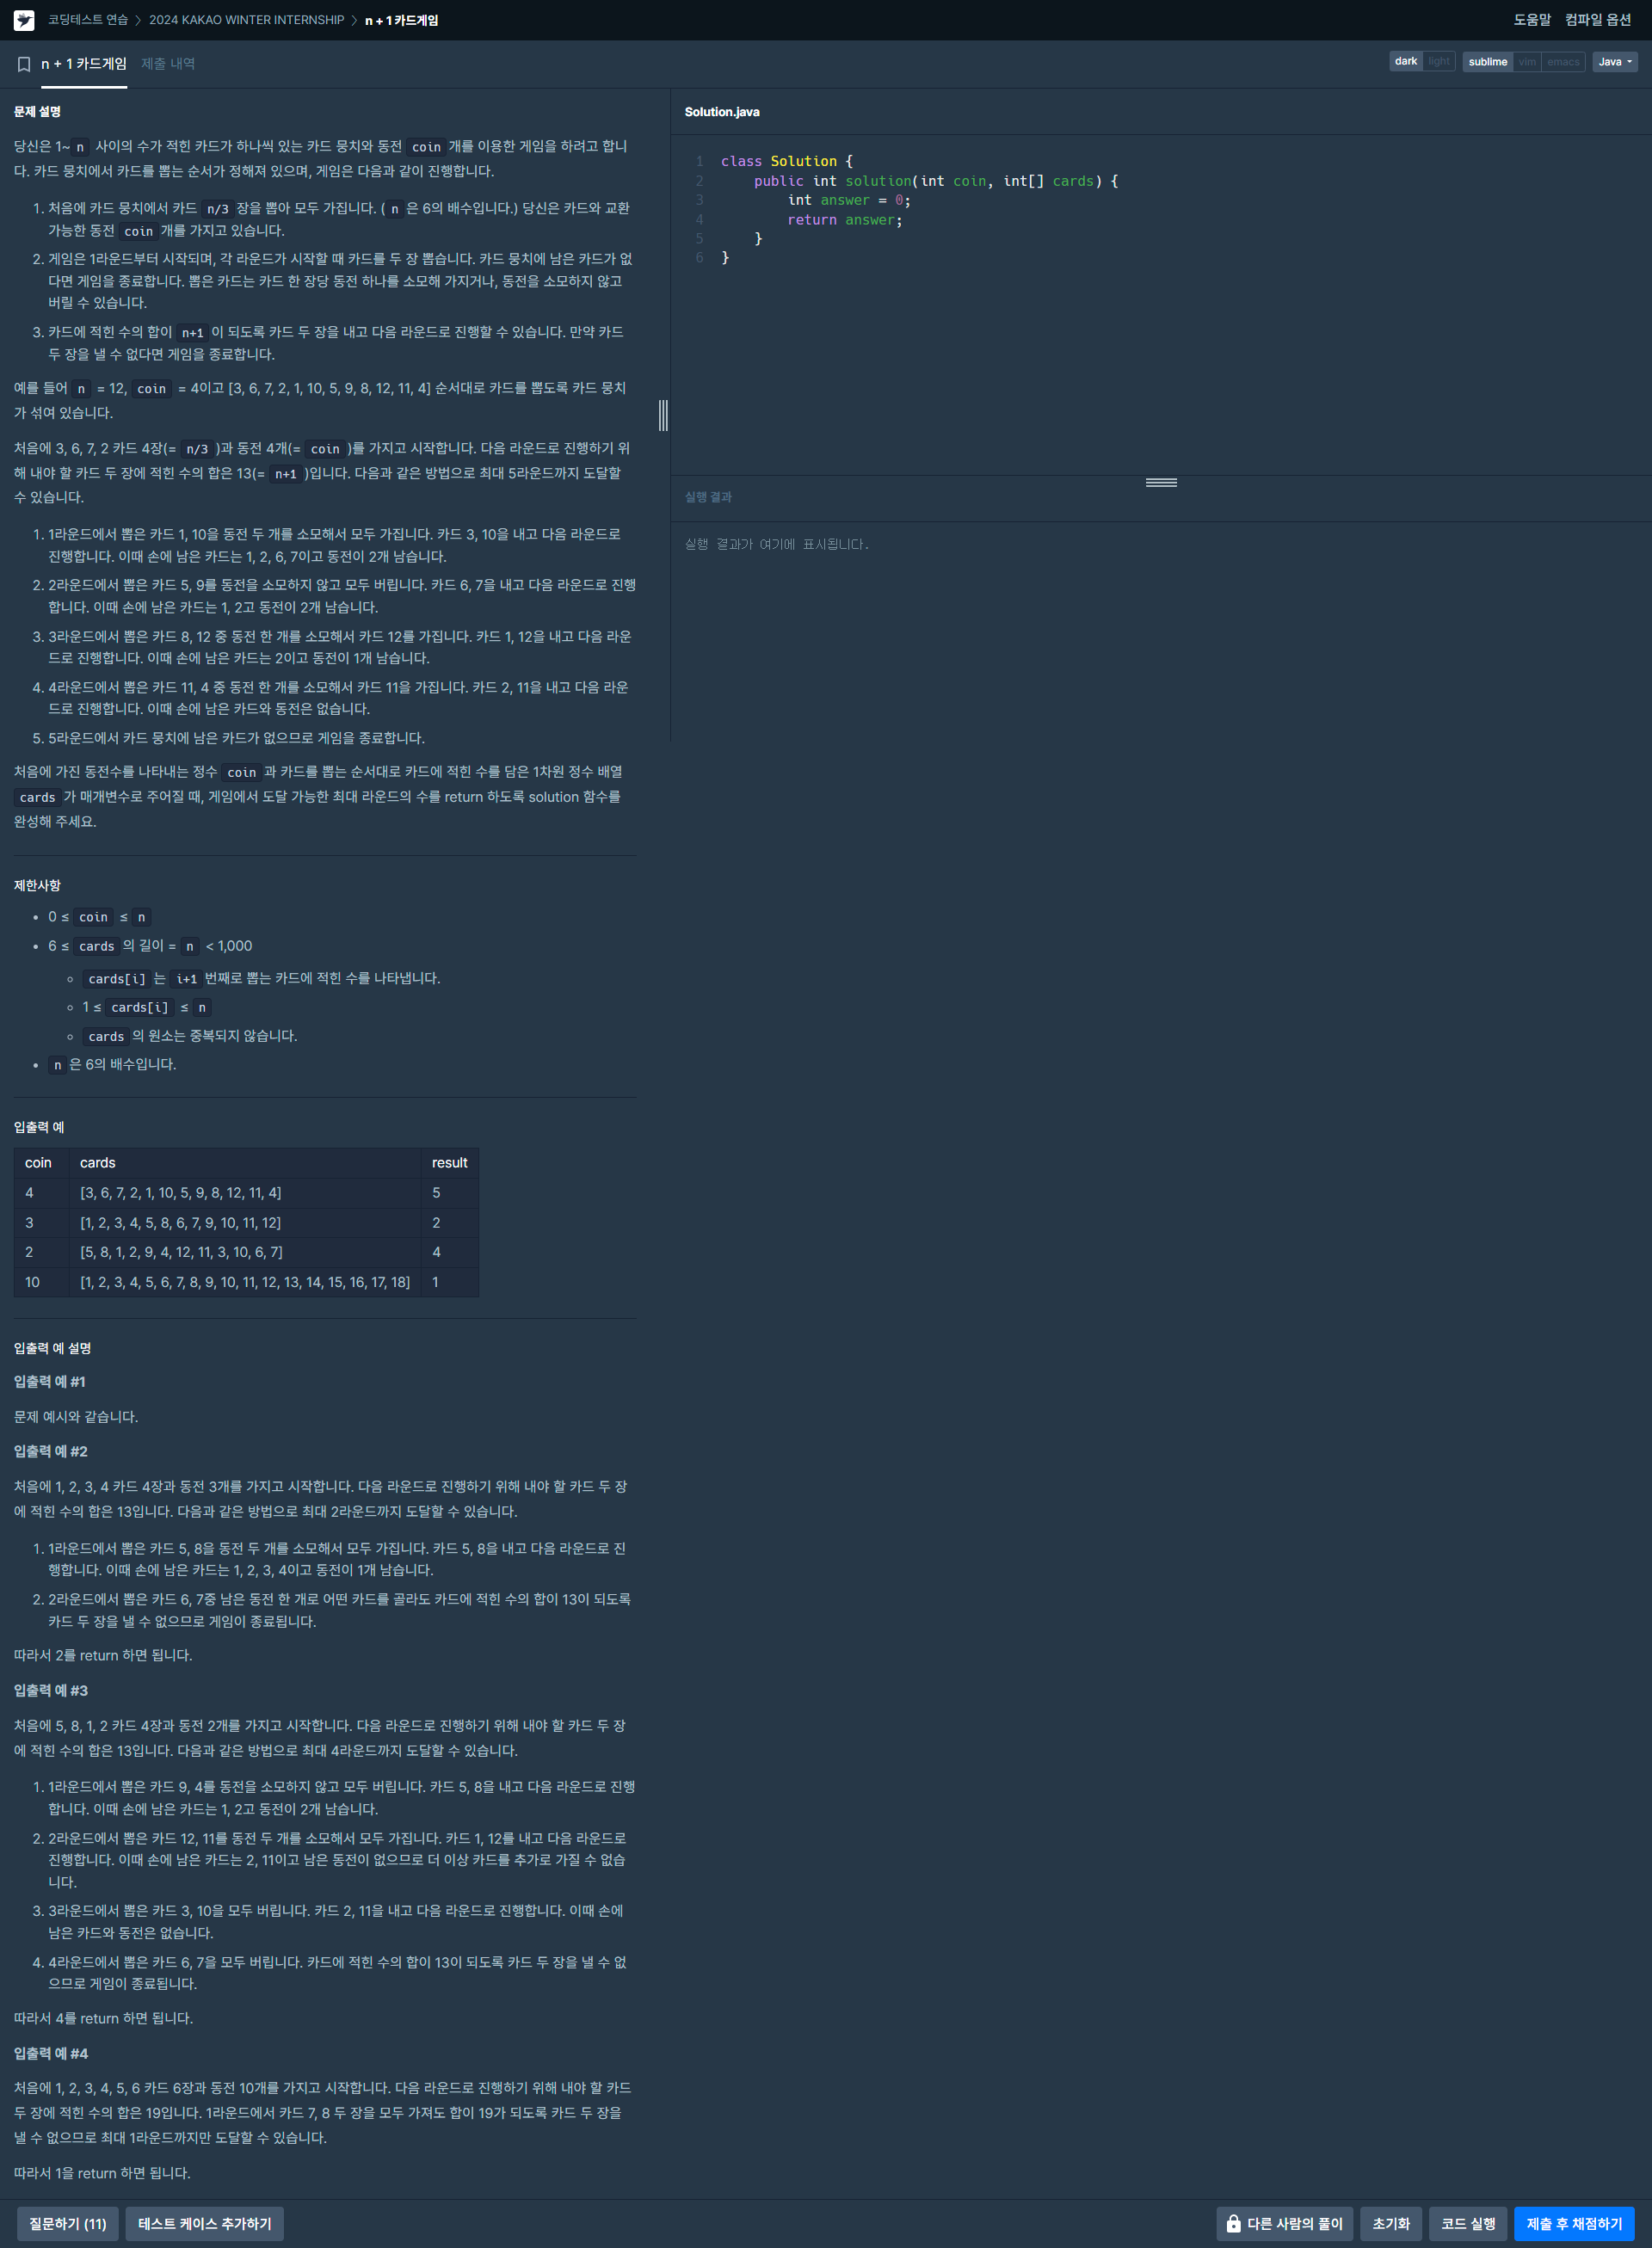 코딩테스트 연습 > 2024 KAKAO WINTER INTERNSHIP > n + 1 카드게임
도움말 컴파일 옵션
n + 1 카드게임 제출 내역
dark light sublime vim emacs Java
문제 설명
당신은 1~n 사이의 수가 적힌 카드가 하나씩 있는 카드 뭉치와 동전 coin개를 이용한 게임을 하려고 합니
다. 카드 뭉치에서 카드를 뽑는 순서가 정해져 있으며, 게임은 다음과 같이 진행합니다.
1. 처음에 카드 뭉치에서 카드 n/3장을 뽑아 모두 가집니다. (n은 6의 배수입니다.) 당신은 카드와 교환
가능한 동전 coin개를 가지고 있습니다.
2. 게임은 1라운드부터 시작되며, 각 라운드가 시작할 때 카드를 두 장 뽑습니다. 카드 뭉치에 남은 카드가 없
다면 게임을 종료합니다. 뽑은 카드는 카드 한 장당 동전 하나를 소모해 가지거나, 동전을 소모하지 않고
버릴 수 있습니다.
3. 카드에 적힌 수의 합이 n+1이 되도록 카드 두 장을 내고 다음 라운드로 진행할 수 있습니다. 만약 카드
두 장을 낼 수 없다면 게임을 종료합니다.
예를 들어 n = 12, coin = 4이고 [3, 6, 7, 2, 1, 10, 5, 9, 8, 12, 11, 4] 순서대로 카드를 뽑도록 카드 뭉치
가 섞여 있습니다.
처음에 3, 6, 7, 2 카드 4장(= n/3)과 동전 4개(= coin)를 가지고 시작합니다. 다음 라운드로 진행하기 위
해 내야 할 카드 두 장에 적힌 수의 합은 13(= n+1)입니다. 다음과 같은 방법으로 최대 5라운드까지 도달할
수 있습니다.
1. 1라운드에서 뽑은 카드 1, 10을 동전 두 개를 소모해서 모두 가집니다. 카드 3, 10을 내고 다음 라운드로
진행합니다. 이때 손에 남은 카드는 1, 2, 6, 7이고 동전이 2개 남습니다.
2. 2라운드에서 뽑은 카드 5, 9를 동전을 소모하지 않고 모두 버립니다. 카드 6, 7을 내고 다음 라운드로 진행
합니다. 이때 손에 남은 카드는 1, 2고 동전이 2개 남습니다.
3. 3라운드에서 뽑은 카드 8, 12 중 동전 한 개를 소모해서 카드 12를 가집니다. 카드 1, 12을 내고 다음 라운
드로 진행합니다. 이때 손에 남은 카드는 2이고 동전이 1개 남습니다.
4. 4라운드에서 뽑은 카드 11, 4 중 동전 한 개를 소모해서 카드 11을 가집니다. 카드 2, 11을 내고 다음 라운
드로 진행합니다. 이때 손에 남은 카드와 동전은 없습니다.
5. 5라운드에서 카드 뭉치에 남은 카드가 없으므로 게임을 종료합니다.
처음에 가진 동전수를 나타내는 정수 coin과 카드를 뽑는 순서대로 카드에 적힌 수를 담은 1차원 정수 배열
cards가 매개변수로 주어질 때, 게임에서 도달 가능한 최대 라운드의 수를 return 하도록 solution 함수를
완성해 주세요.
제한사항
• 0 ≤ coin ≤ n
• 6 ≤ cards의 길이 = n < 1,000
◦ cards[i]는 i+1번째로 뽑는 카드에 적힌 수를 나타냅니다.
◦ 1 ≤ cards[i] ≤ n
◦ cards의 원소는 중복되지 않습니다.
• n은 6의 배수입니다.
입출력 예
coin cards result
4 [3, 6, 7, 2, 1, 10, 5, 9, 8, 12, 11, 4] 5
3 [1, 2, 3, 4, 5, 8, 6, 7, 9, 10, 11, 12] 2
2 [5, 8, 1, 2, 9, 4, 12, 11, 3, 10, 6, 7] 4
10 [1, 2, 3, 4, 5, 6, 7, 8, 9, 10, 11, 12, 13, 14, 15, 16, 17, 18] 1
입출력 예 설명
입출력 예 #1
문제 예시와 같습니다.
입출력 예 #2
처음에 1, 2, 3, 4 카드 4장과 동전 3개를 가지고 시작합니다. 다음 라운드로 진행하기 위해 내야 할 카드 두 장
에 적힌 수의 합은 13입니다. 다음과 같은 방법으로 최대 2라운드까지 도달할 수 있습니다.
1. 1라운드에서 뽑은 카드 5, 8을 동전 두 개를 소모해서 모두 가집니다. 카드 5, 8을 내고 다음 라운드로 진
행합니다. 이때 손에 남은 카드는 1, 2, 3, 4이고 동전이 1개 남습니다.
2. 2라운드에서 뽑은 카드 6, 7중 남은 동전 한 개로 어떤 카드를 골라도 카드에 적힌 수의 합이 13이 되도록
카드 두 장을 낼 수 없으므로 게임이 종료됩니다.
따라서 2를 return 하면 됩니다.
입출력 예 #3
처음에 5, 8, 1, 2 카드 4장과 동전 2개를 가지고 시작합니다. 다음 라운드로 진행하기 위해 내야 할 카드 두 장
에 적힌 수의 합은 13입니다. 다음과 같은 방법으로 최대 4라운드까지 도달할 수 있습니다.
1. 1라운드에서 뽑은 카드 9, 4를 동전을 소모하지 않고 모두 버립니다. 카드 5, 8을 내고 다음 라운드로 진행
합니다. 이때 손에 남은 카드는 1, 2고 동전이 2개 남습니다.
2. 2라운드에서 뽑은 카드 12, 11를 동전 두 개를 소모해서 모두 가집니다. 카드 1, 12를 내고 다음 라운드로
진행합니다. 이때 손에 남은 카드는 2, 11이고 남은 동전이 없으므로 더 이상 카드를 추가로 가질 수 없습
니다.
3. 3라운드에서 뽑은 카드 3, 10을 모두 버립니다. 카드 2, 11을 내고 다음 라운드로 진행합니다. 이때 손에
남은 카드와 동전은 없습니다.
4. 4라운드에서 뽑은 카드 6, 7을 모두 버립니다. 카드에 적힌 수의 합이 13이 되도록 카드 두 장을 낼 수 없
으므로 게임이 종료됩니다.
따라서 4를 return 하면 됩니다.
입출력 예 #4
처음에 1, 2, 3, 4, 5, 6 카드 6장과 동전 10개를 가지고 시작합니다. 다음 라운드로 진행하기 위해 내야 할 카드
두 장에 적힌 수의 합은 19입니다. 1라운드에서 카드 7, 8 두 장을 모두 가져도 합이 19가 되도록 카드 두 장을
낼 수 없으므로 최대 1라운드까지만 도달할 수 있습니다.
따라서 1을 return 하면 됩니다.
Solution.java
1 class Solution {
2     public int solution(int coin, int[] cards) {
3         int answer = 0;
4         return answer;
5     }
6 }
실행 결과
실행 결과가 여기에 표시됩니다.
질문하기 (11) 테스트 케이스 추가하기 다른 사람의 풀이 초기화 코드 실행 제출 후 채점하기